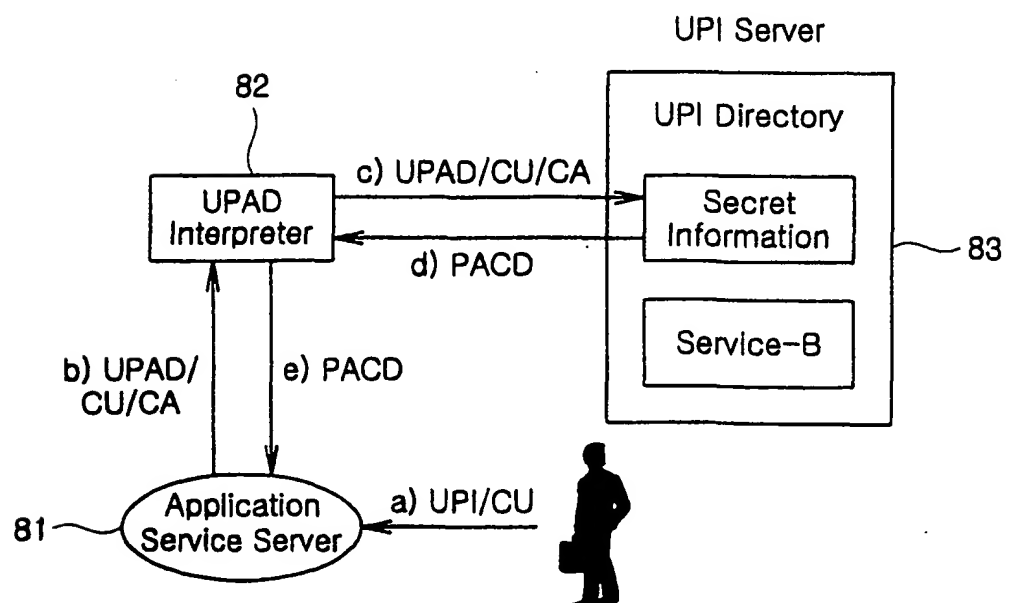 UPI Server
82
UPI Directory
c) UPAD/CU/CA
UPAD
Interpreter
Secret
Information
83
d) PACD
Service-B
b) UPAD/
CU/CA
e) PACD
Application
Service Server
81
a) UPI/CU